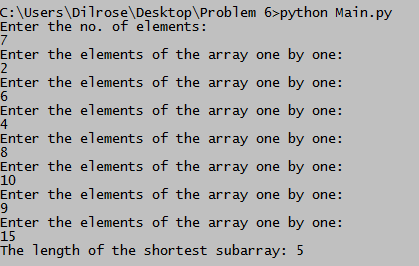 C:\Users\Dilrose\Desktop\Problem 6>python Main.py
Enter the no. of elements:
7
Enter the elements of the array one by one:
2
Enter the elements of the array one by one:
6
Enter the elements of the array one by one:
4
Enter the elements of the array one by one:
8
Enter the elements of the array one by one:
10
Enter the elements of the array one by one:
9
Enter the elements of the array one by one:
15
The length of the shortest subarray: 5